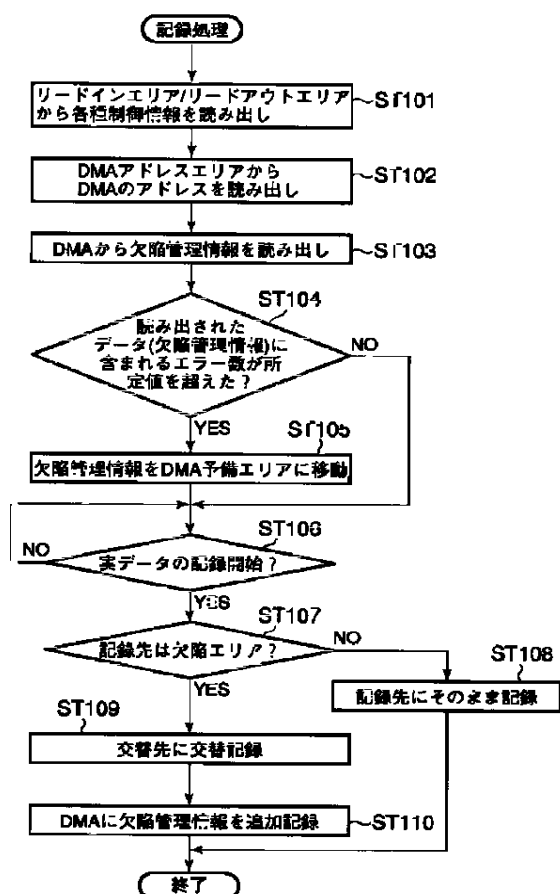 記録処理
リードインエリア/リードアウトエリア
から各種制御情報を読み出し
ST101
DMAアドレスエリアから
DMAのアドレスを読み出し
ST102
DMAから欠陥管理情報を読み出し
ST103
ST104
読み出された
データ(欠陥管理情報)に
含まれるエラー数が所
定値を超えた?
NO
YES
ST105
欠陥管理情報をDMA予備エリアに移動
ST106
NO
実データの記録開始?
YES
ST107
記録先は欠陥エリア?
NO
YES
ST108
記録先にそのまま記録
ST109
交替先に交替記録
DMAに欠陥管理情報を追加記録
ST110
終了